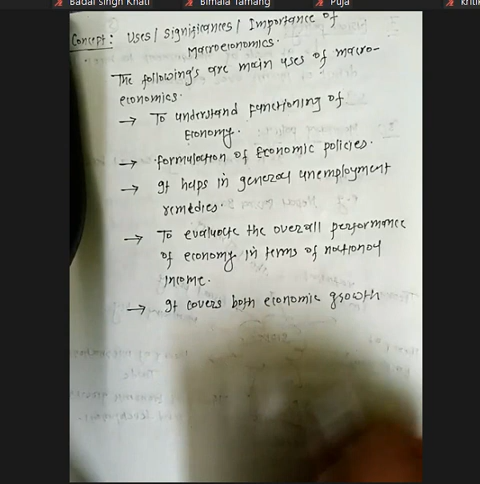 Badal Singh Khati Bimala Tamang Puja kritik
Concept: Uses/ Significances/ Importance of
Macroeconomics.
The following's are main uses of macro-
economics.
→ To understand functioning of
Economy.
→ formulation of Economic policies.
→ It helps in general unemployment
remedies.
→ To evaluate the overall performance
of economy in terms of national
income.
→ It covers both economic growth